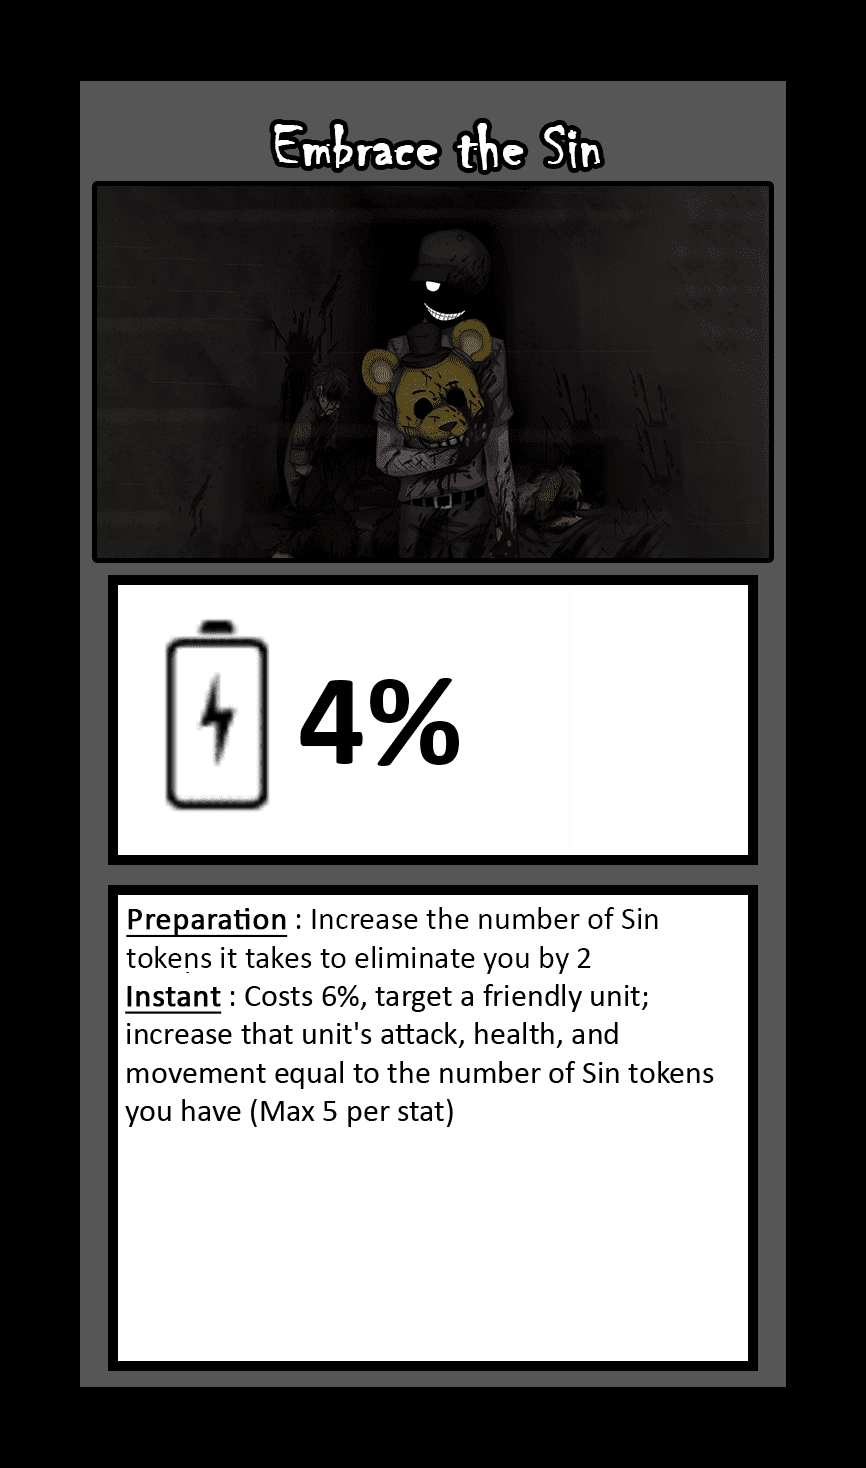 Embrace the Sin
4%
Preparation : Increase the number of Sin
tokens it takes to eliminate you by 2
Instant : Costs 6%, target a friendly unit;
increase that unit's attack, health, and
movement equal to the number of Sin tokens
you have (Max 5 per stat)